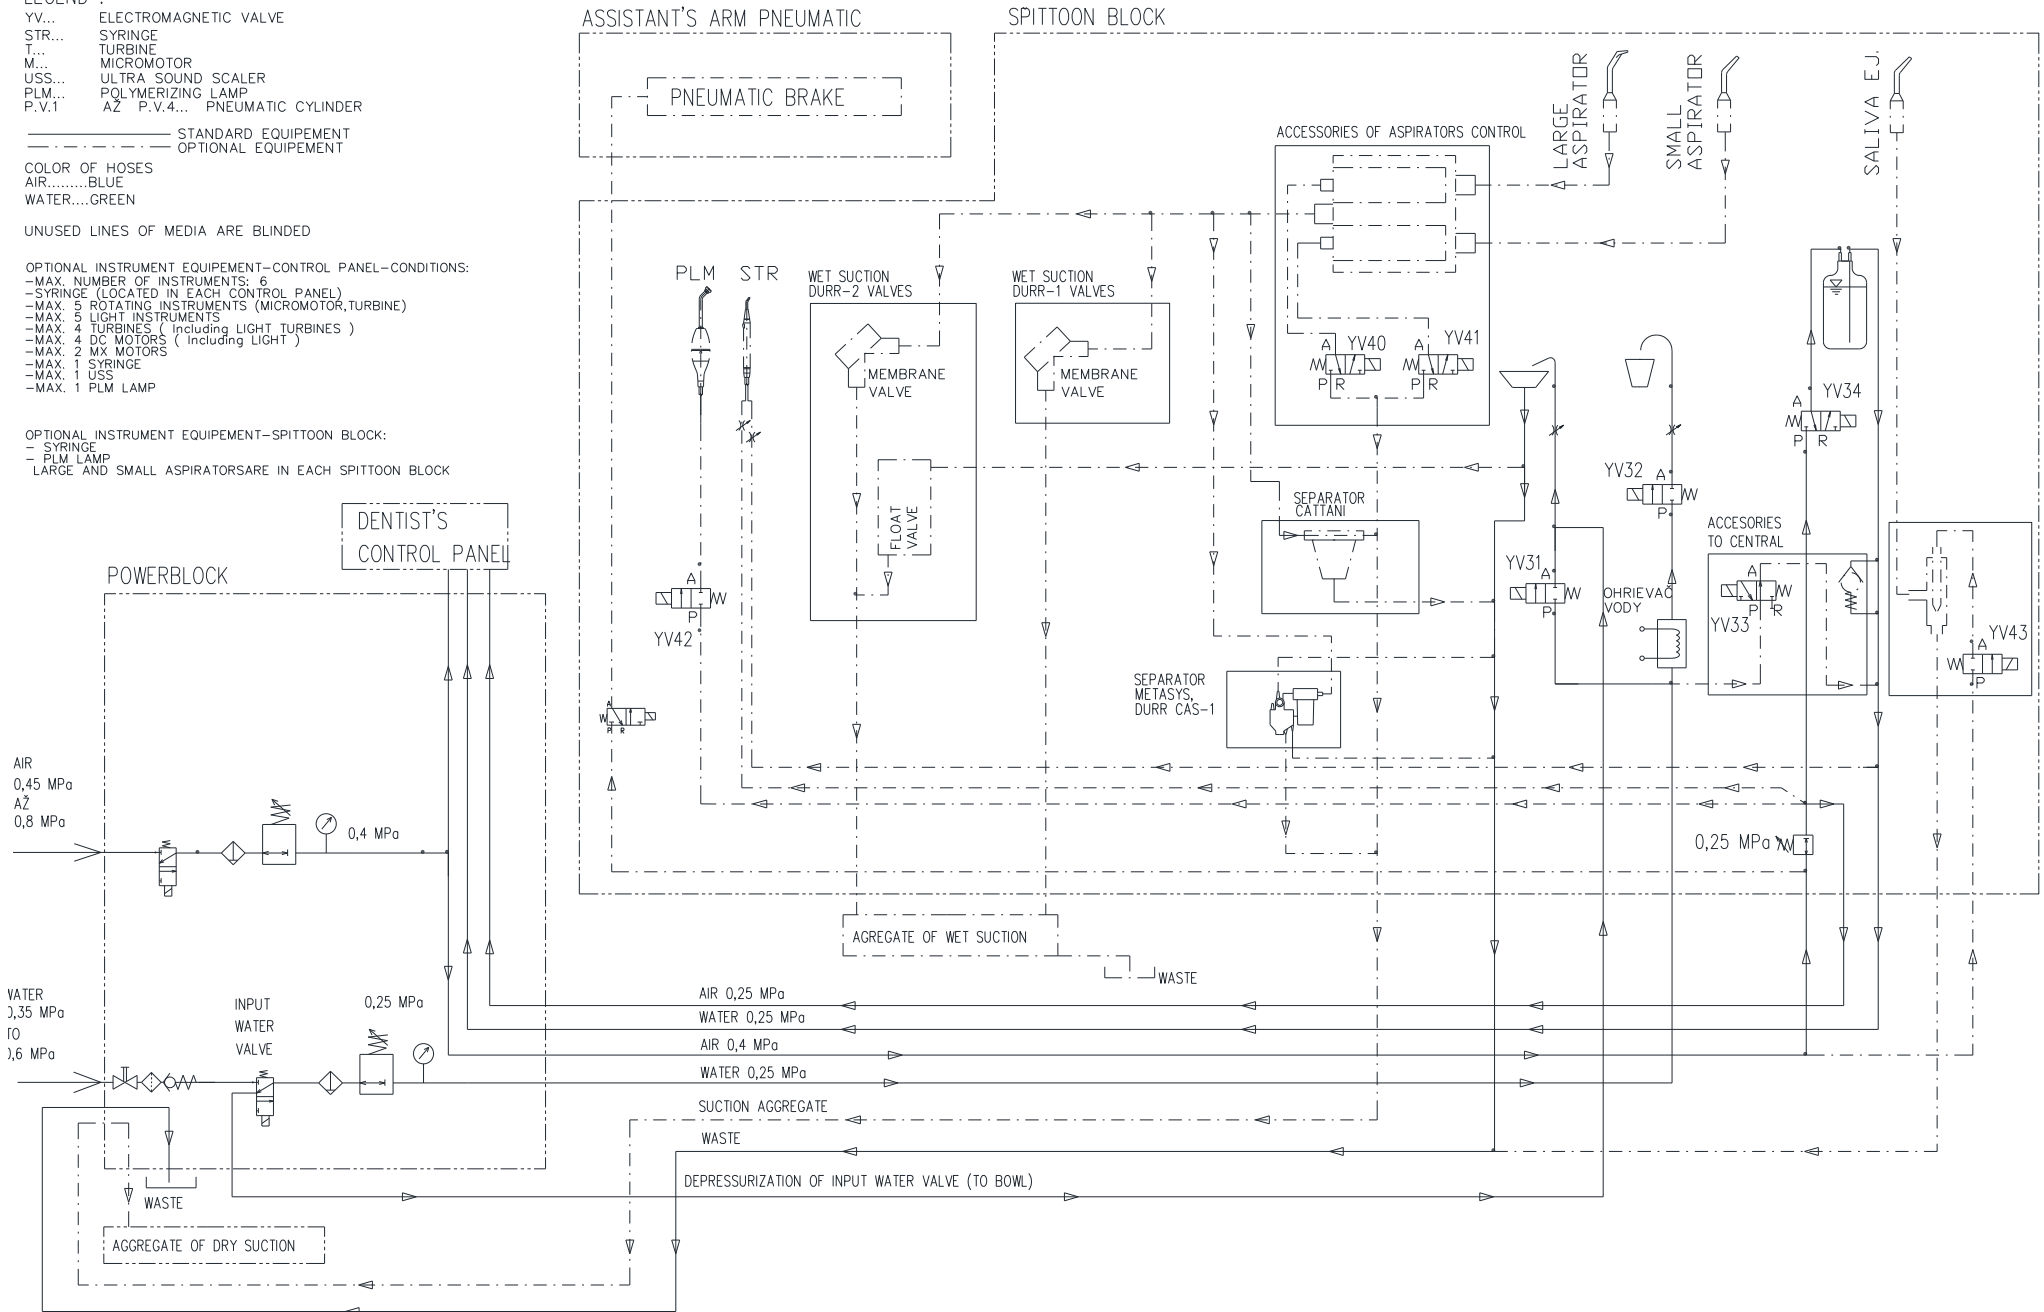 LEGEND :
YV... ELECTROMAGNETIC VALVE
STR... SYRINGE
T... TURBINE
M... MICROMOTOR
USS... ULTRA SOUND SCALER
PLM... POLYMERIZING LAMP
P.V.1 AŽ P.V.4... PNEUMATIC CYLINDER
STANDARD EQUIPEMENT
OPTIONAL EQUIPEMENT
COLOR OF HOSES
AIR.........BLUE
WATER....GREEN
UNUSED LINES OF MEDIA ARE BLINDED
OPTIONAL INSTRUMENT EQUIPEMENT-CONTROL PANEL-CONDITIONS:
-MAX. NUMBER OF INSTRUMENTS: 6
-SYRINGE (LOCATED IN EACH CONTROL PANEL)
-MAX. 5 ROTATING INSTRUMENTS (MICROMOTOR,TURBINE)
-MAX. 5 LIGHT INSTRUMENTS
-MAX. 4 TURBINES ( Including LIGHT TURBINES )
-MAX. 4 DC MOTORS ( Including LIGHT )
-MAX. 2 MX MOTORS
-MAX. 1 SYRINGE
-MAX. 1 USS
-MAX. 1 PLM LAMP
OPTIONAL INSTRUMENT EQUIPEMENT-SPITTOON BLOCK:
- SYRINGE
- PLM LAMP
LARGE AND SMALL ASPIRATORSARE IN EACH SPITTOON BLOCK
DENTIST'S
CONTROL PANEL
POWERBLOCK
AIR
0,45 MPa
AŽ
0,8 MPa
0,4 MPa
WATER
0,35 MPa
TO
0,6 MPa
INPUT
WATER
VALVE
0,25 MPa
WASTE
AGGREGATE OF DRY SUCTION
ASSISTANT'S ARM PNEUMATIC
PNEUMATIC BRAKE
SPITTOON BLOCK
PLM
STR
WET SUCTION
DURR-2 VALVES
MEMBRANE
VALVE
FLOAT
VALVE
WET SUCTION
DURR-1 VALVES
MEMBRANE
VALVE
ACCESSORIES OF ASPIRATORS CONTROL
A
YV40
P R
A
YV41
P R
LARGE
ASPIRATOR
SMALL
ASPIRATOR
SALIVA EJ.
SEPARATOR
CATTANI
SEPARATOR
METASYS,
DURR CAS-1
A
P
YV42
A
P R
YV31
A
P
YV32
A
P
OHRIEVAČ
VODY
ACCESORIES
TO CENTRAL
A
P R
YV33
YV34
A
P R
YV43
A
P
0,25 MPa
AGREGATE OF WET SUCTION
WASTE
AIR 0,25 MPa
WATER 0,25 MPa
AIR 0,4 MPa
WATER 0,25 MPa
SUCTION AGGREGATE
WASTE
DEPRESSURIZATION OF INPUT WATER VALVE (TO BOWL)